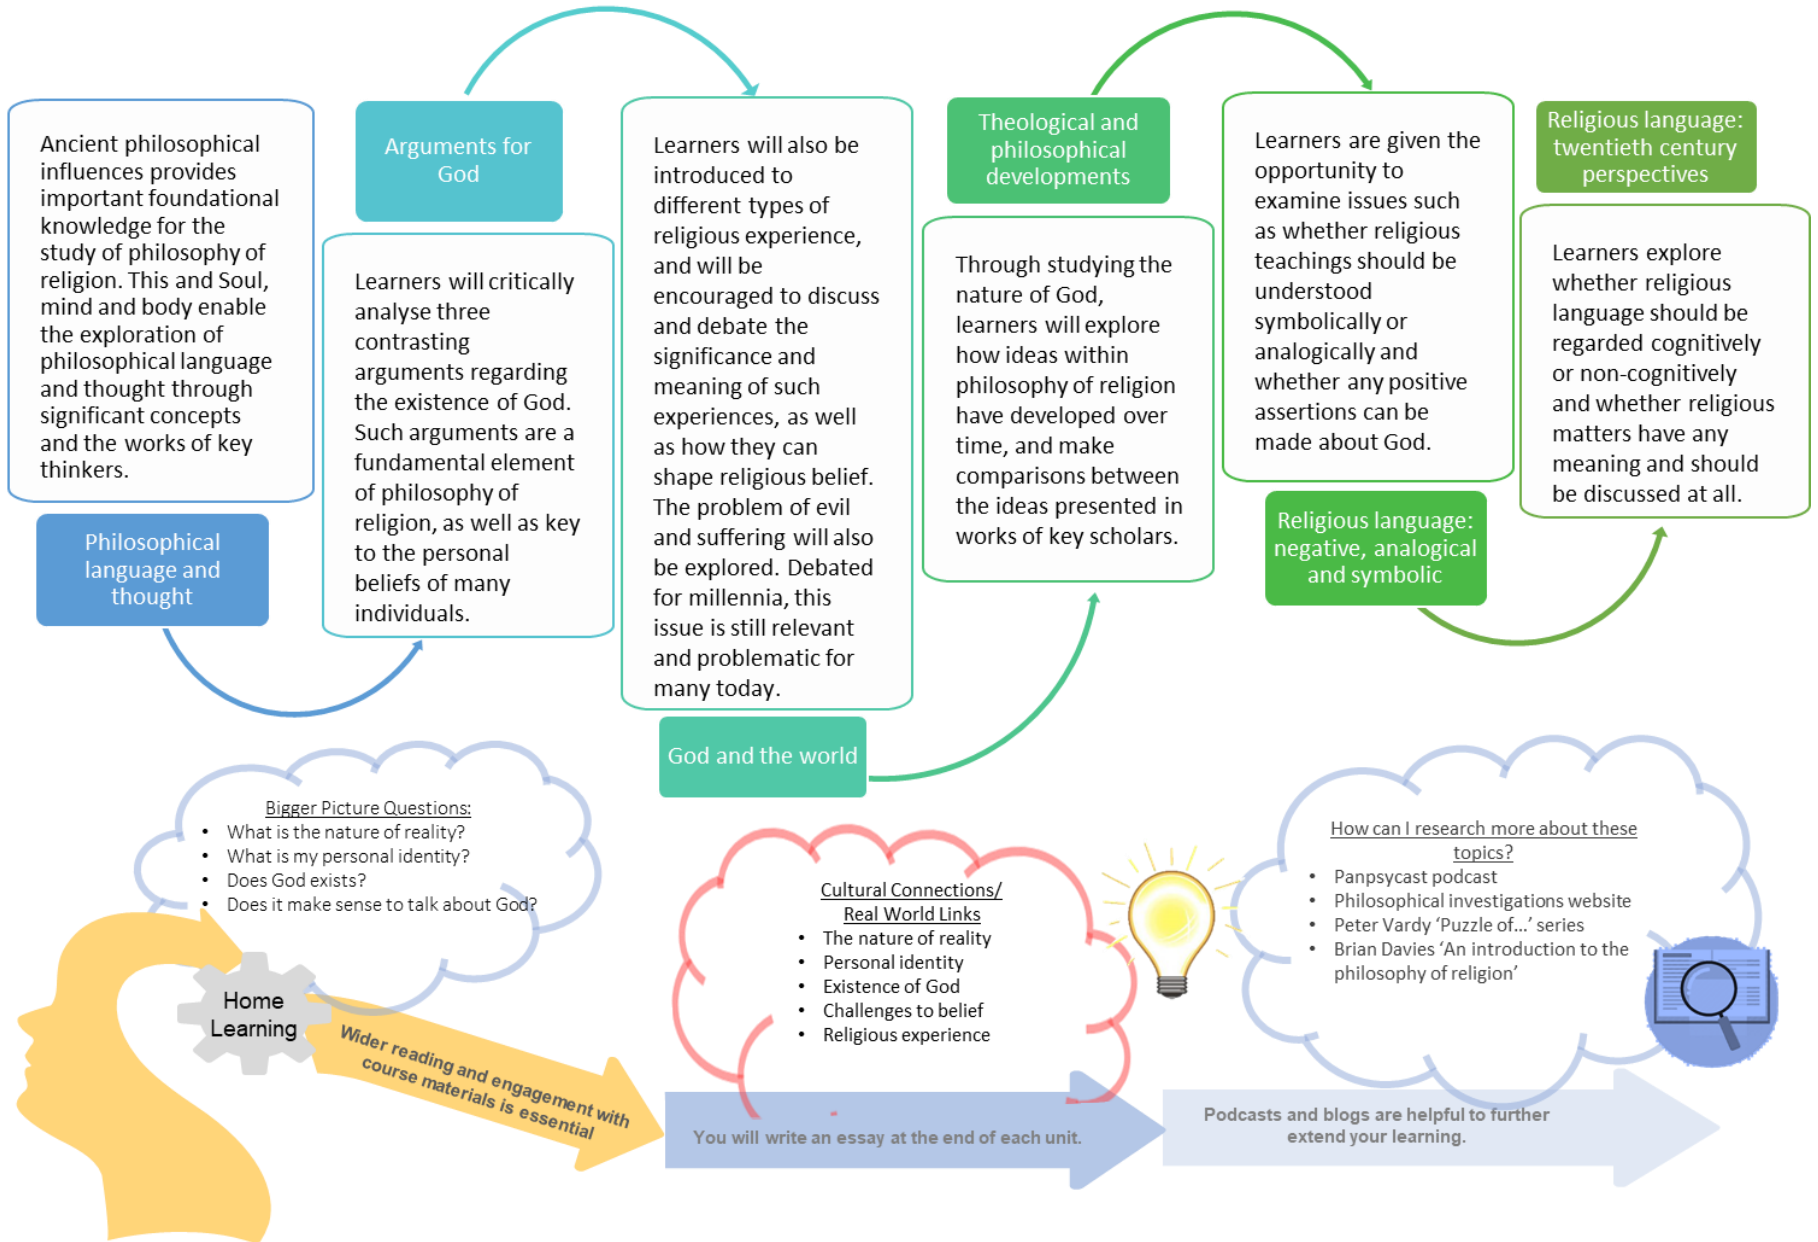 Ancient philosophical
influences provides
important foundational
knowledge for the
study of philosophy of
religion. This and Soul,
mind and body enable
the exploration of
philosophical language
and thought through
significant concepts
and the works of key
thinkers.
Philosophical
language and
thought
Arguments for
God
Learners will critically
analyse three
contrasting
arguments regarding
the existence of God.
Such arguments are a
fundamental element
of philosophy of
religion, as well as key
to the personal
beliefs of many
individuals.
Learners will also be
introduced to
different types of
religious experience,
and will be
encouraged to discuss
and debate the
significance and
meaning of such
experiences, as well
as how they can
shape religious belief.
The problem of evil
and suffering will also
be explored. Debated
for millennia, this
issue is still relevant
and problematic for
many today.
God and the world
Theological and
philosophical
developments
Through studying the
nature of God,
learners will explore
how ideas within
philosophy of religion
have developed over
time, and make
comparisons between
the ideas presented in
works of key scholars.
Learners are given the
opportunity to
examine issues such
as whether religious
teachings should be
understood
symbolically or
analogically and
whether any positive
assertions can be
made about God.
Religious language:
negative, analogical
and symbolic
Religious language:
twentieth century
perspectives
Learners explore
whether religious
language should be
regarded cognitively
or non-cognitively
and whether religious
matters have any
meaning and should
be discussed at all.
Bigger Picture Questions:
• What is the nature of reality?
• What is my personal identity?
• Does God exists?
• Does it make sense to talk about God?
Home
Learning
Wider reading and engagement with
course materials is essential
Cultural Connections/
Real World Links
• The nature of reality
• Personal identity
• Existence of God
• Challenges to belief
• Religious experience
You will write an essay at the end of each unit.
How can I research more about these
topics?
• Panpsycast podcast
• Philosophical investigations website
• Peter Vardy ‘Puzzle of…’ series
• Brian Davies ‘An introduction to the
philosophy of religion’
Podcasts and blogs are helpful to further
extend your learning.